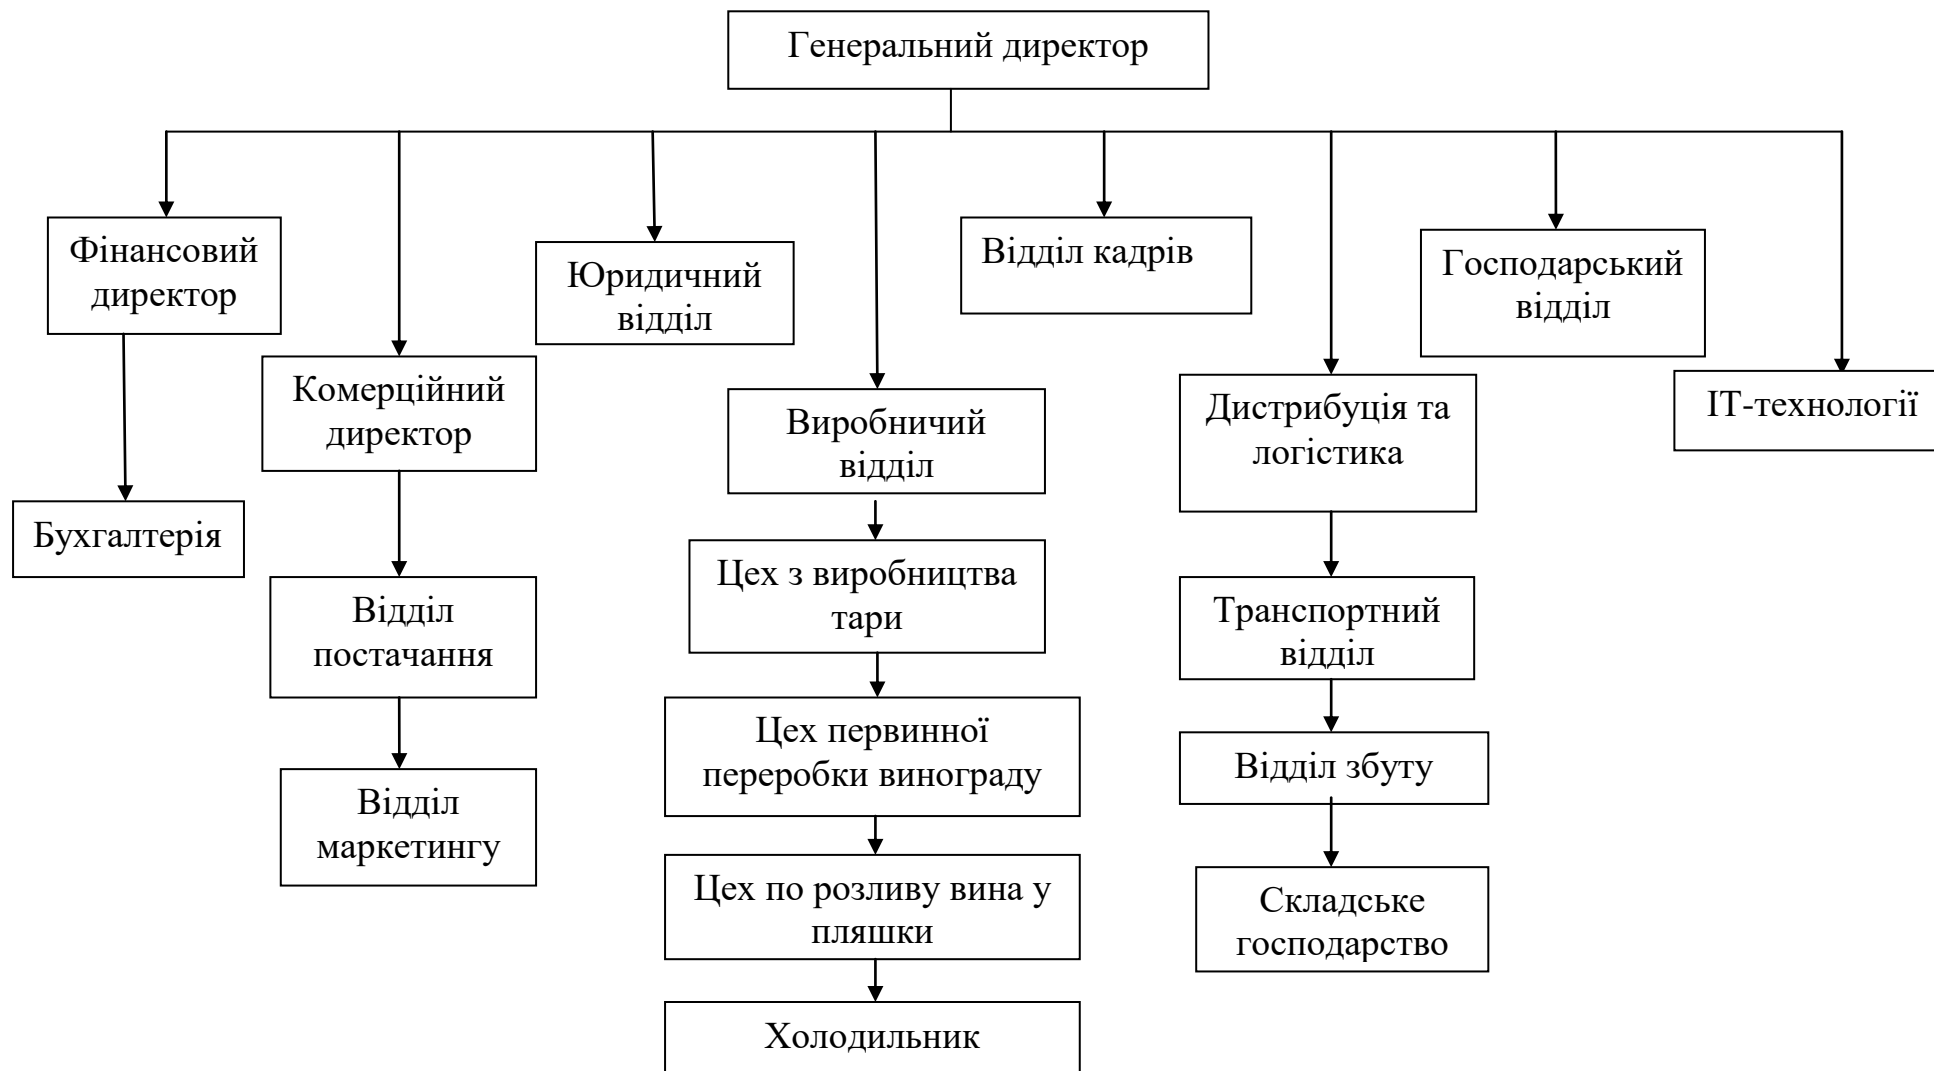 Генеральний директор
Фінансовий
директор
Комерційний
директор
Юридичний
відділ
Виробничий
відділ
Відділ кадрів
Дистрибуція та
логістика
Господарський
відділ
ІТ-технології
Бухгалтерія
Відділ
постачання
Відділ
маркетингу
Цех з виробництва
тари
Цех первинної
переробки винограду
Цех по розливу вина у
пляшки
Холодильник
Транспортний
відділ
Відділ збуту
Складське
господарство